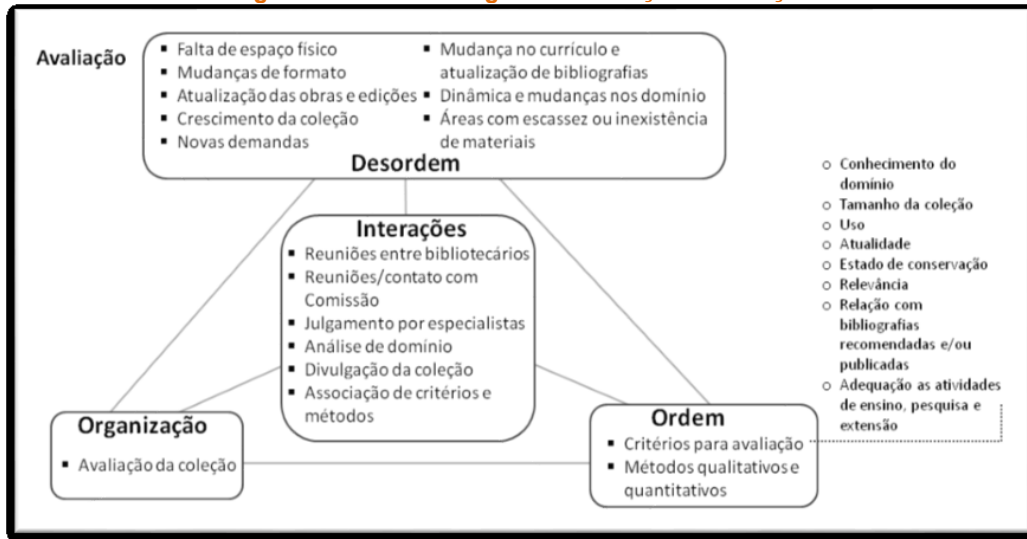 Avaliação
▪ Falta de espaço físico
▪ Mudanças de formato
▪ Atualização das obras e edições
▪ Crescimento da coleção
▪ Novas demandas
▪ Mudança no currículo e
atualização de bibliografias
▪ Dinâmica e mudanças nos domínio
▪ Áreas com escassez ou inexistência
de materiais
Desordem
Interações
▪ Reuniões entre bibliotecários
▪ Reuniões/contato com
Comissão
▪ Julgamento por especialistas
▪ Análise de domínio
▪ Divulgação da coleção
▪ Associação de critérios e
métodos
Organização
▪ Avaliação da coleção
Ordem
▪ Critérios para avaliação
▪ Métodos qualitativos e
quantitativos
○ Conhecimento do
domínio
○ Tamanho da coleção
○ Uso
○ Atualidade
○ Estado de conservação
○ Relevância
○ Relação com
bibliografias
recomendadas e/ou
publicadas
○ Adequação as atividades
de ensino, pesquisa e
extensão